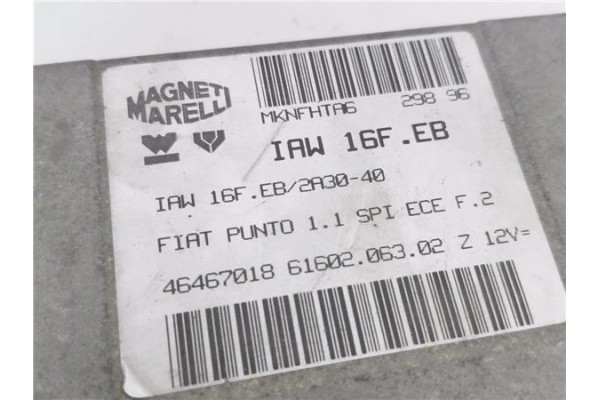 MAGNETI
MARELLI
MKNFHTA6 298 96
IAW 16F.EB
IAW 16F.EB/2A30-40
FIAT PUNTO 1.1 SPI ECE F.2
46467018 61602.063.02 Z 12V=